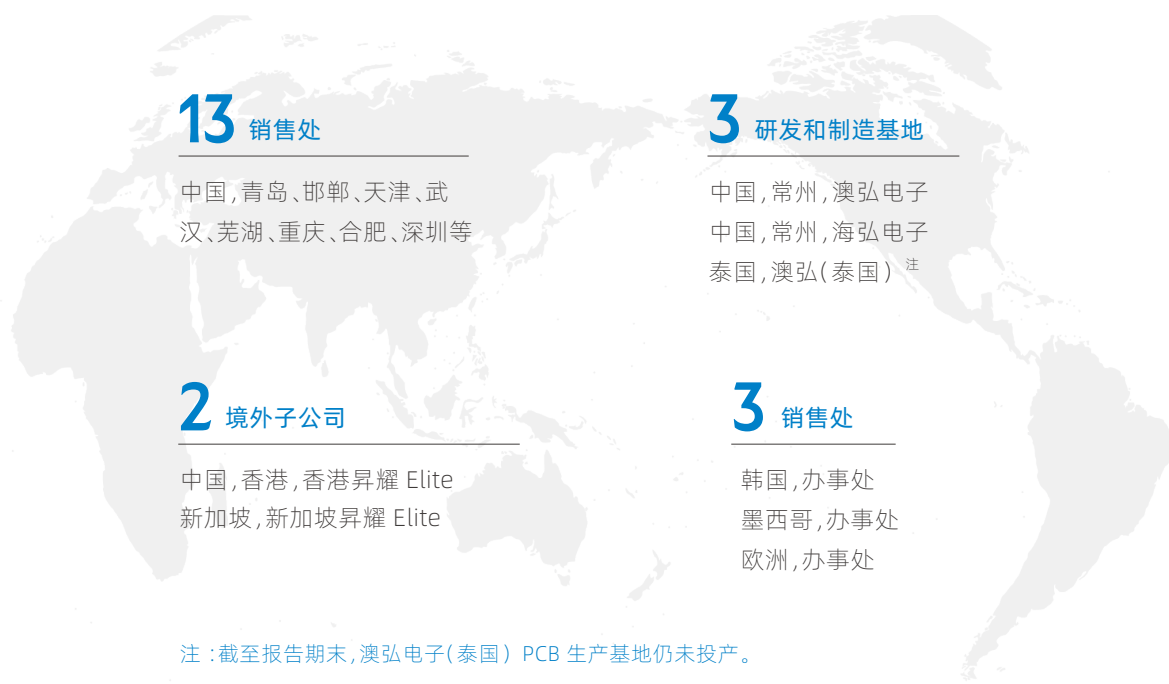 13 销售处
中国,青岛、邯郸、天津、武
汉、芜湖、重庆、合肥、深圳等
3 研发和制造基地
中国,常州,澳弘电子
中国,常州,海弘电子
泰国,澳弘(泰国) 注
2 境外子公司
中国,香港,香港昇耀 Elite
新加坡,新加坡昇耀 Elite
3 销售处
韩国,办事处
墨西哥,办事处
欧洲,办事处
注:截至报告期末,澳弘电子(泰国) PCB 生产基地仍未投产。